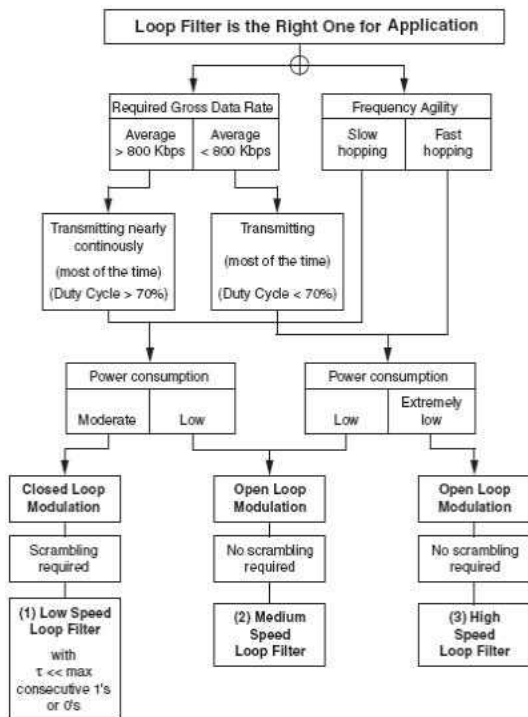 Loop Filter is the Right One for Application
Required Gross Data Rate
Average
> 800 Kbps
Average
< 800 Kbps
Frequency Agility
Slow
hopping
Fast
hopping
Transmitting nearly
continously
(most of the time)
(Duty Cycle > 70%)
Transmitting
(most of the time)
(Duty Cycle < 70%)
Power consumption
Moderate
Low
Power consumption
Low
Extremely
low
Closed Loop
Modulation
Open Loop
Modulation
Open Loop
Modulation
Scrambling
required
No scrambling
required
No scrambling
required
(1) Low Speed
Loop Filter
with
τ << max
consecutive 1's
or 0's
(2) Medium
Speed
Loop Filter
(3) High
Speed
Loop Filter